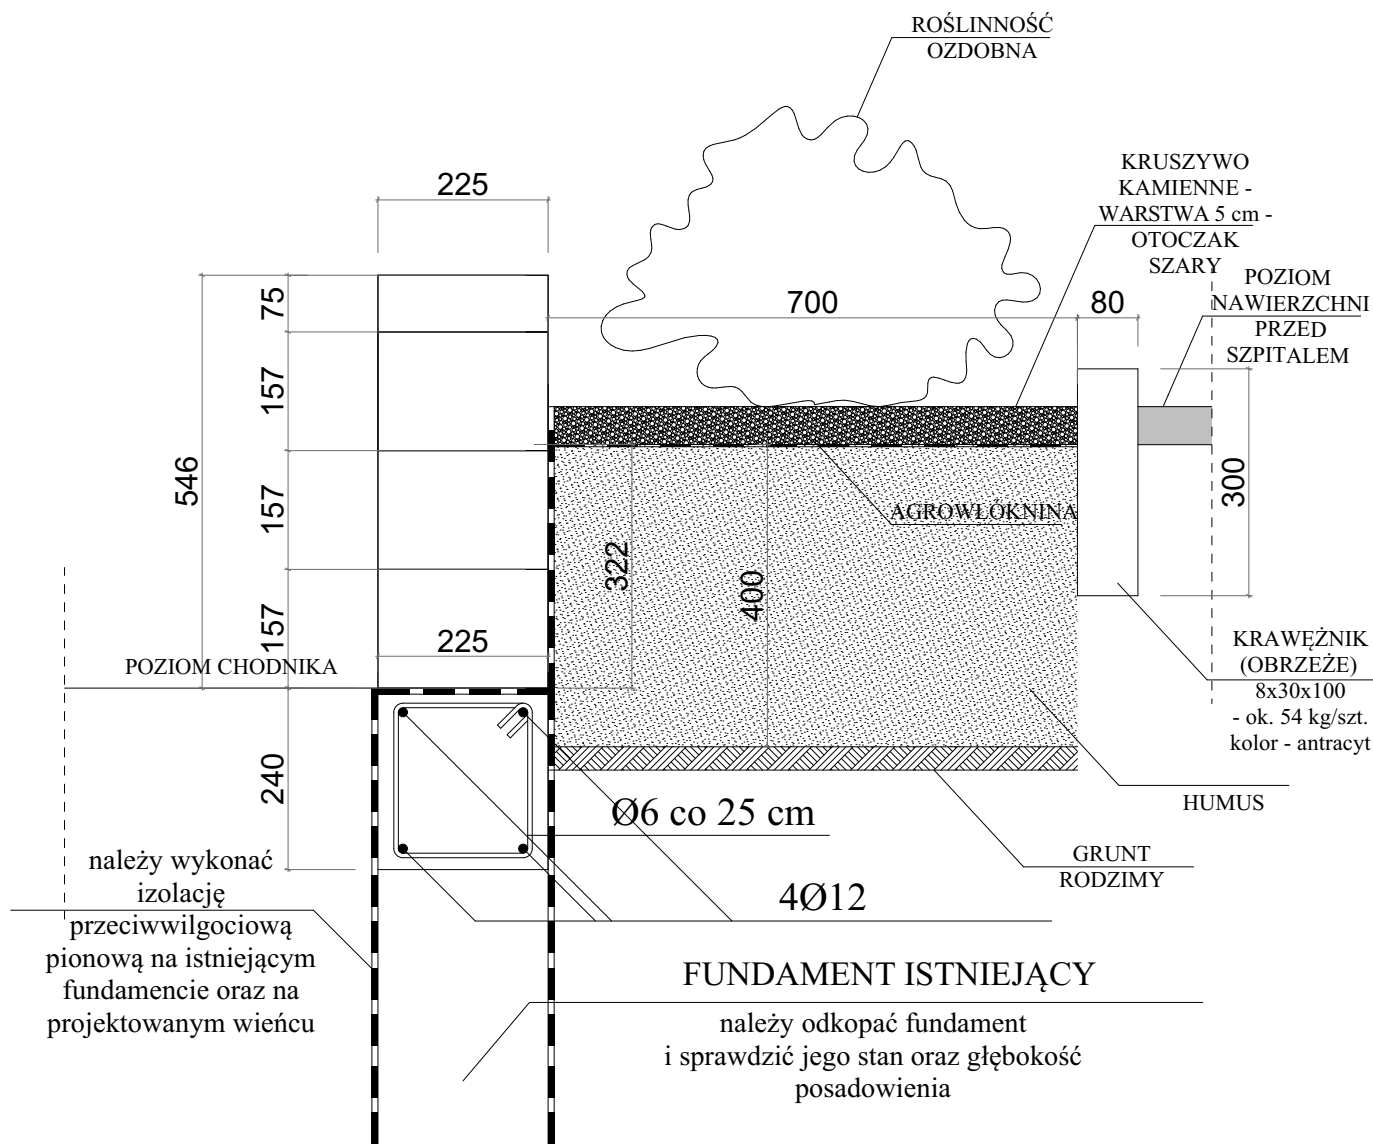 ROŚLINNOŚĆ
OZDOBNA
KRUSZYWO
KAMIENNE -
WARSTWA 5 cm -
OTOCZAK
SZARY
POZIOM
NAWIERZCHNI
PRZED
SZPITALEM
225
700
80
75
157
157
157
546
300
AGROWŁÓKNINA
322
400
225
POZIOM CHODNIKA
KRAWĘŻNIK
(OBRZEŻE)
8x30x100
- ok. 54 kg/szt.
kolor - antracyt
240
HUMUS
Ø6 co 25 cm
GRUNT
RODZIMY
4Ø12
należy wykonać
izolację
przeciwwilgociową
pionową na istniejącym
fundamencie oraz na
projektowanym wieńcu
FUNDAMENT ISTNIEJĄCY
należy odkopać fundament
i sprawdzić jego stan oraz głębokość
posadowienia